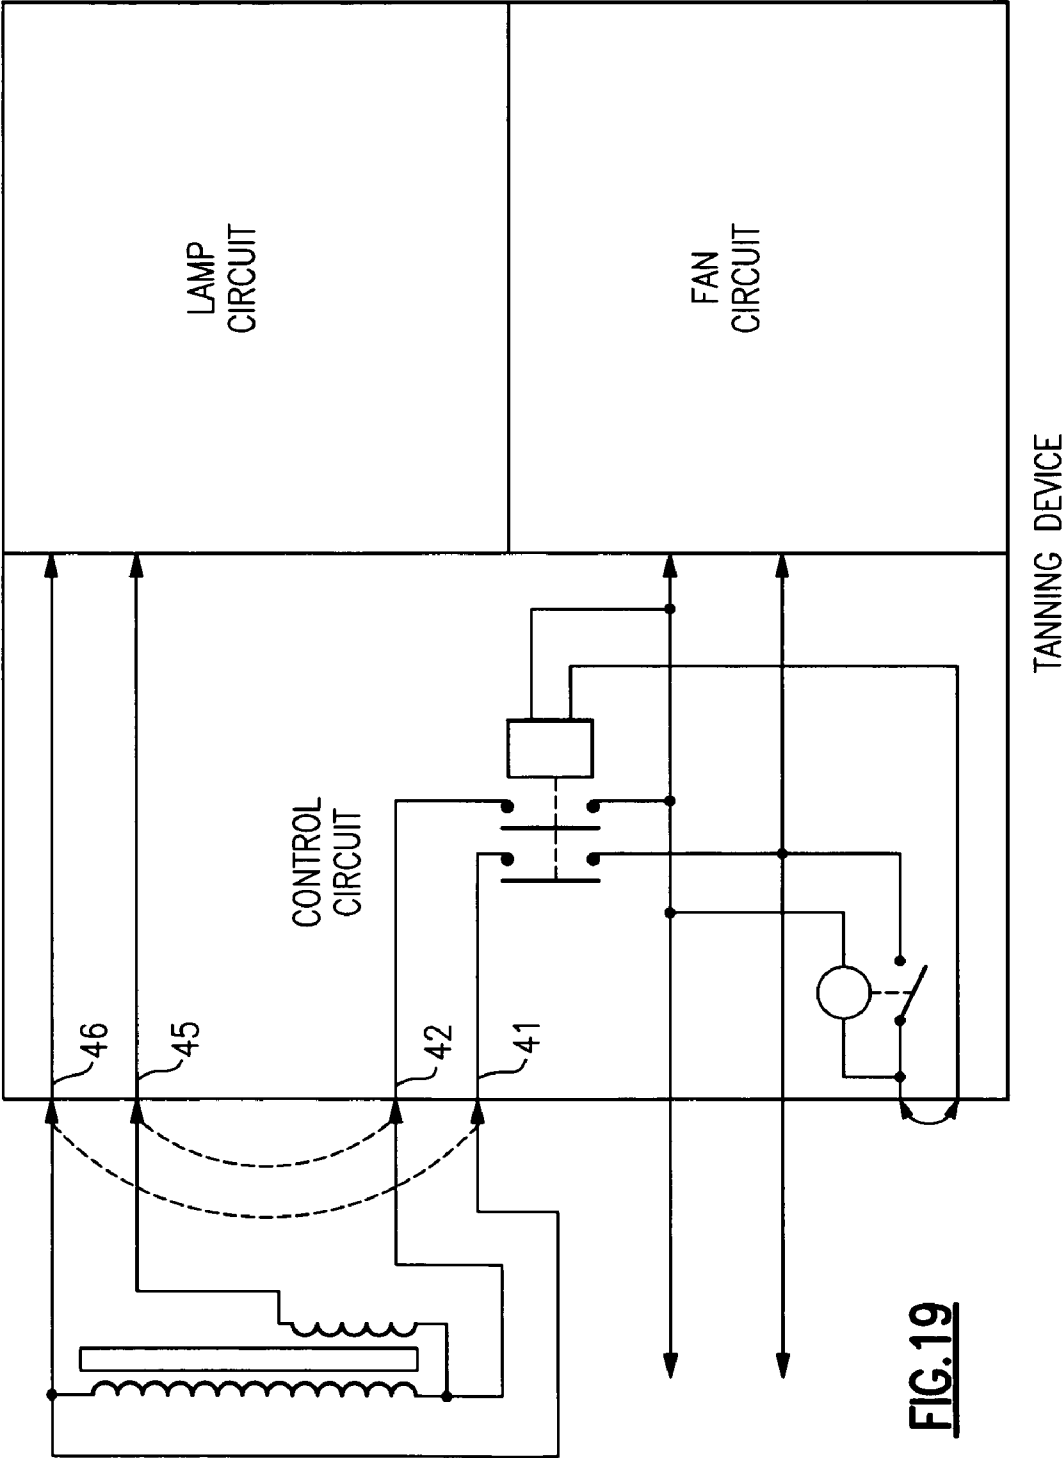 LAMP
CIRCUIT
FAN
CIRCUIT
CONTROL
CIRCUIT
46
45
42
41
TANNING DEVICE
FIG.19